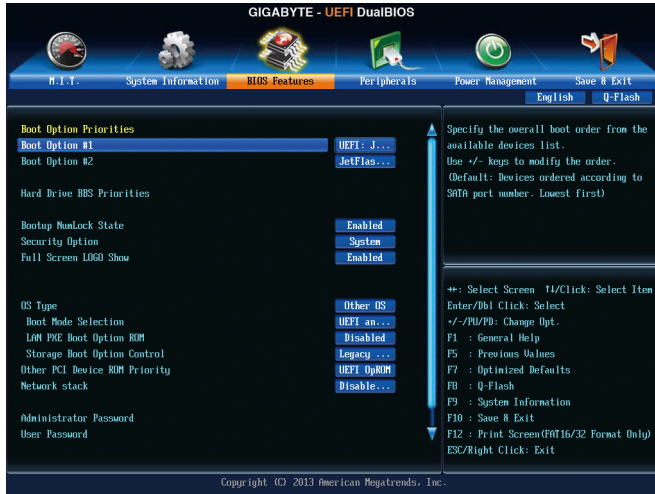 GIGABYTE - UEFI DualBIOS
M.I.T. System Information BIOS Features Peripherals Power Management Save & Exit
English Q-Flash
Boot Option Priorities
Boot Option #1 UEFI: J...
Boot Option #2 JetFlas...
Hard Drive BBS Priorities
Bootup NumLock State Enabled
Security Option System
Full Screen LOGO Show Enabled
OS Type Other OS
Boot Mode Selection UEFI an...
LAN PXE Boot Option ROM Disabled
Storage Boot Option Control Legacy ...
Other PCI Device ROM Priority UEFI OpROM
Network stack Disable...
Administrator Password
User Password
Specify the overall boot order from the
available devices list.
Use +/- keys to modify the order.
(Default: Devices ordered according to
SATA port number. Lowest first)
→←: Select Screen ↑↓/Click: Select Item
Enter/Dbl Click: Select
+/-/PU/PD: Change Opt.
F1 : General Help
F5 : Previous Values
F7 : Optimized Defaults
F8 : Q-Flash
F9 : System Information
F10 : Save & Exit
F12 : Print Screen(FAT16/32 Format Only)
ESC/Right Click: Exit
Copyright (C) 2013 American Megatrends, Inc.